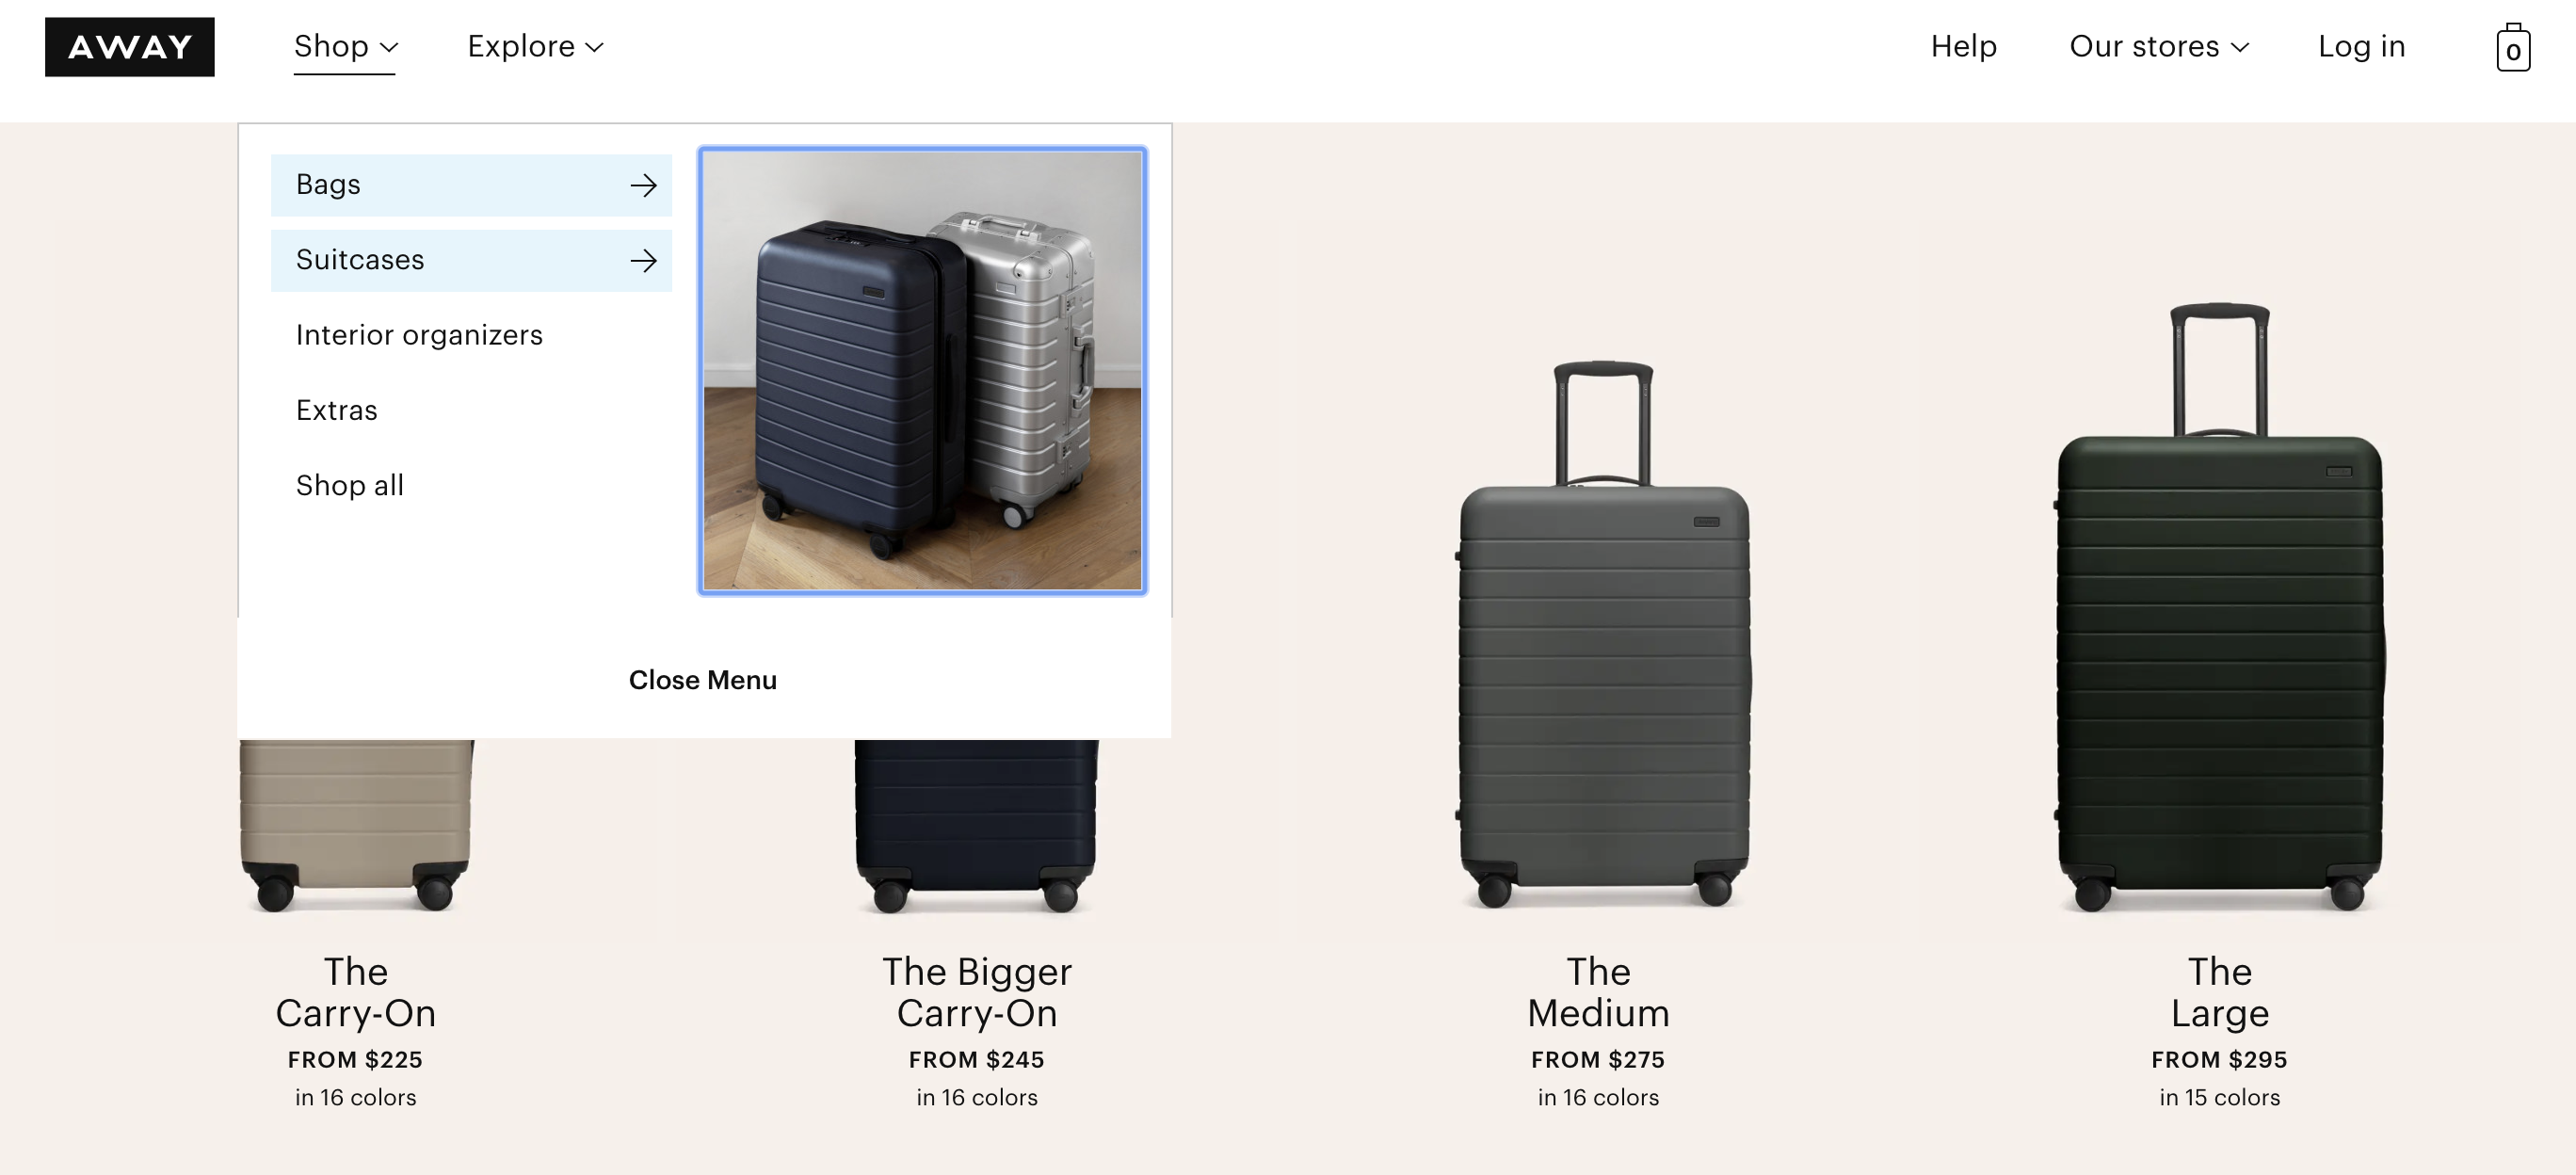 AWAY
Shop
Explore
Help
Our stores
Log in
0
Bags
Suitcases
Interior organizers
Extras
Shop all
Close Menu
The
Carry-On
FROM $225
in 16 colors
The Bigger
Carry-On
FROM $245
in 16 colors
The
Medium
FROM $275
in 16 colors
The
Large
FROM $295
in 15 colors